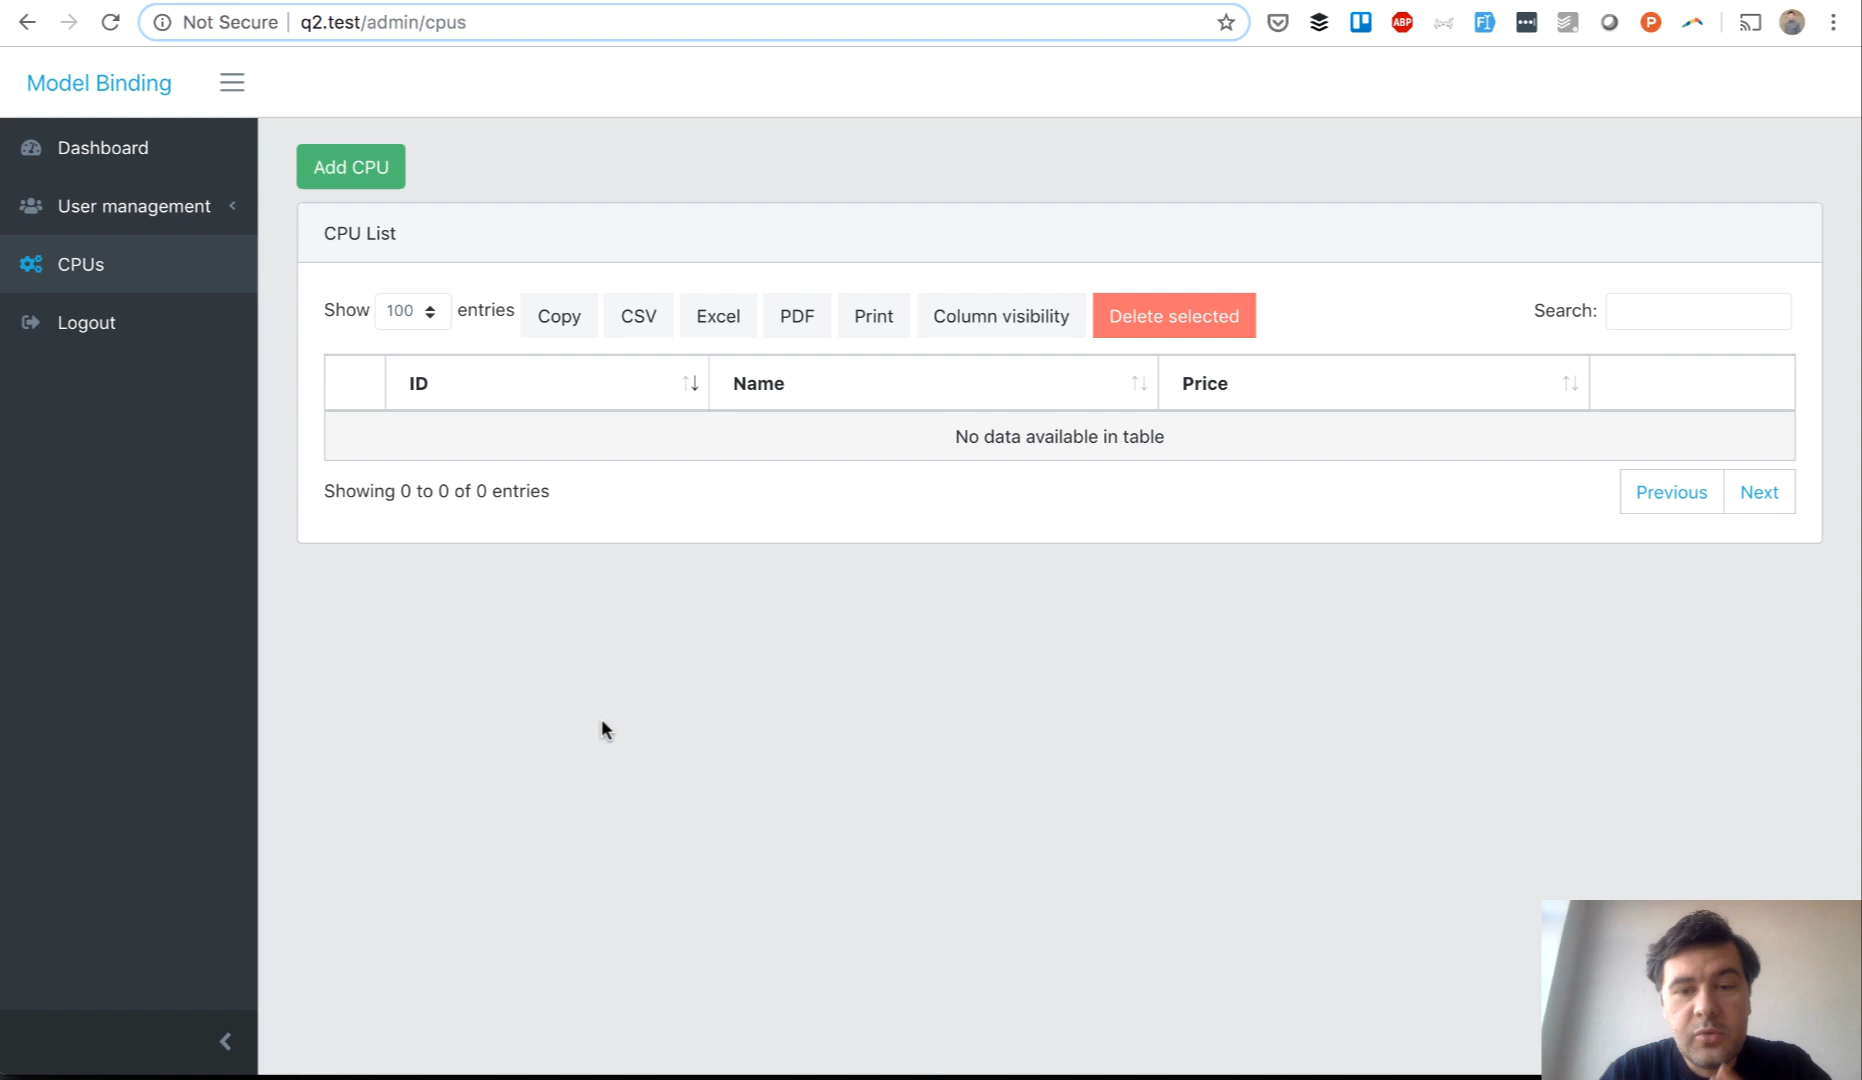 Not Secure | q2.test/admin/cpus
ABP
P
Model Binding
Dashboard
User management
CPUs
Logout
Add CPU
CPU List
Show 100 entries Copy CSV Excel PDF Print Column visibility Delete selected Search:
ID Name Price
No data available in table
Showing 0 to 0 of 0 entries Previous Next